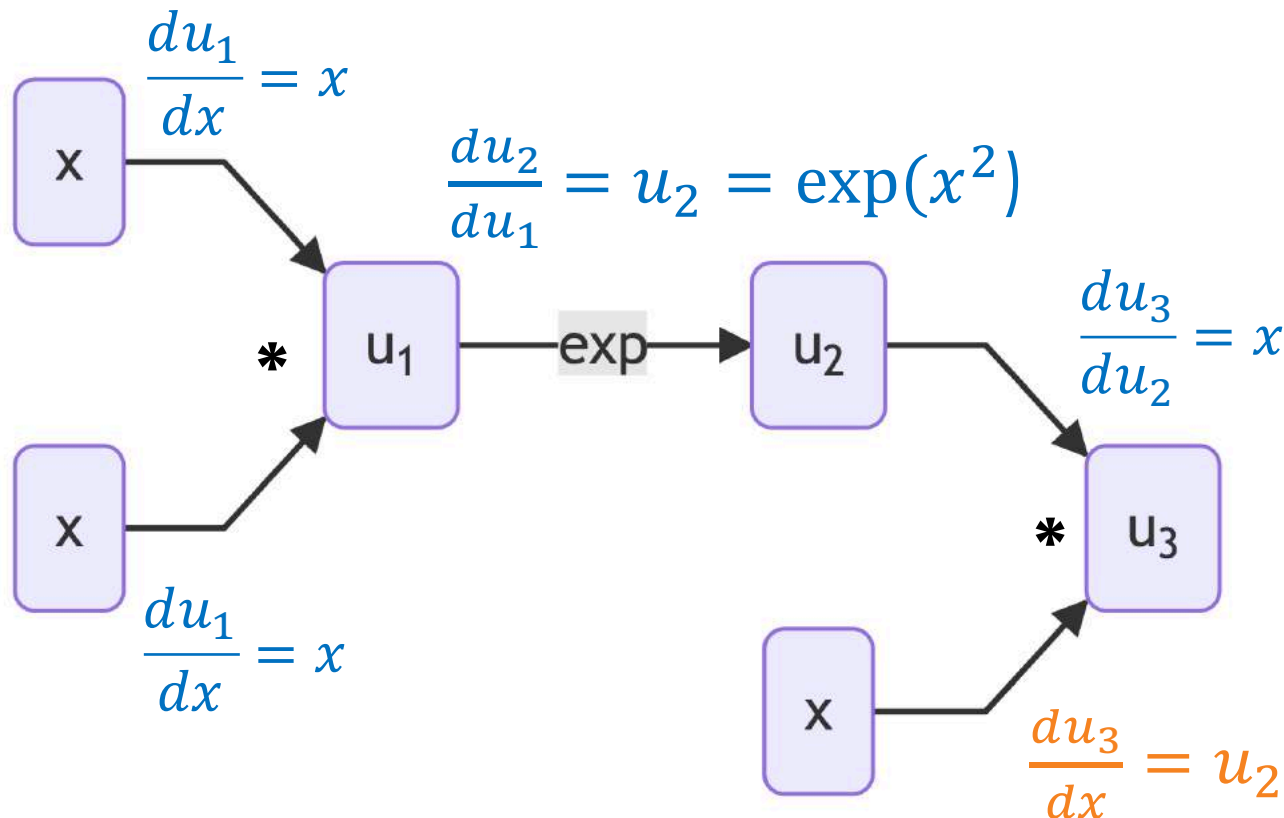 du₁/dx = x
x
du₂/du₁ = u₂ = exp(x²)
* u₁ exp u₂
du₃/du₂ = x
x
* u₃
du₁/dx = x
x
du₃/dx = u₂